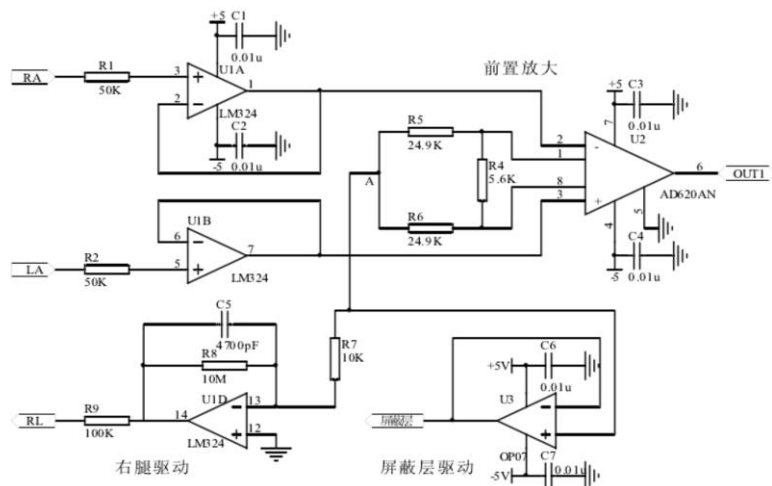 +5
C1
0.01u
R1
RA
50K
3
+
2
-
1
U1A
LM324
C2
-5
0.01u
前置放大
+5
C3
0.01u
7
U2
R5
24.9K
R4
5.6K
A
R6
24.9K
2
1
8
3
-
+
6
OUT1
AD620AN
4
5
C4
-5
0.01u
U1B
6
-
5
+
7
LM324
R2
LA
50K
C5
4700pF
R8
10M
R7
10K
U1D
13
-
12
+
14
LM324
R9
RL
100K
右腿驱动
+5V
C6
0.01u
U3
-
+
屏蔽层
OP07
C7
-5V
0.01u
屏蔽层驱动